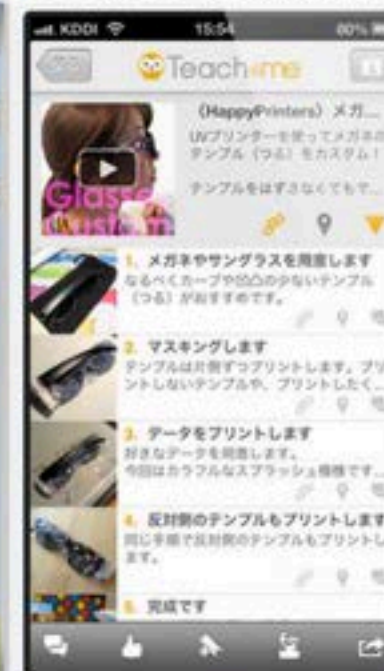 KDDI 15:54 80%
Teach me
(HappyPrinters) メガ...
UVプリンターを使ってメガネの
テンプル(つる)をカスタム!
テンプルをはずさなくてもで...
Glasse
Custom
1. メガネやサングラスを用意します
なるべくカーブや凹凸の少ないテンプル
(つる)がおすすめです。
2. マスキングします
テンプルは片側ずつプリントします。プリ
ントしないテンプルや、プリントしたく...
3. データをプリントします
好きなデータを用意します。
今回はカラフルなスプラッシュ模様です...
4. 反対側のテンプルもプリントします
同じ手順で反対側のテンプルもプリントし
ます。
5. 完成です